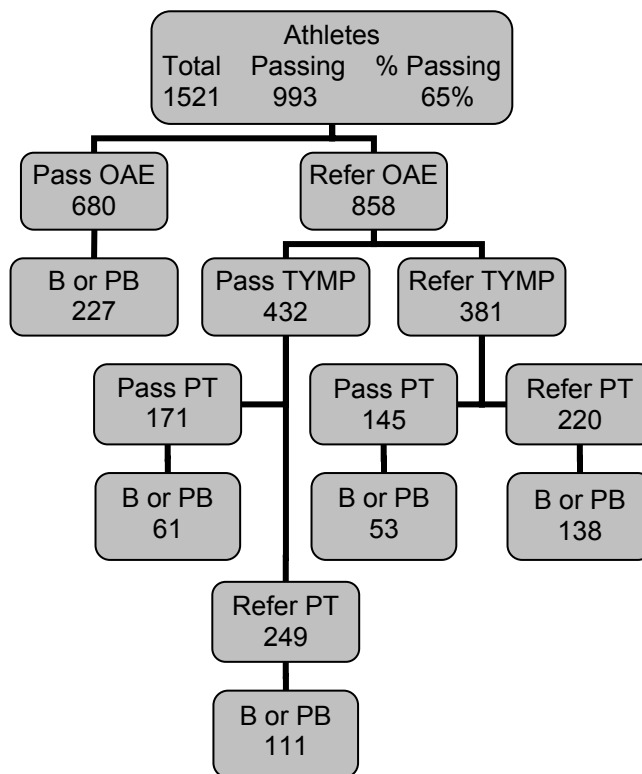 Athletes
Total Passing % Passing
1521 993 65%
Pass OAE
680
Refer OAE
858
B or PB
227
Pass TYMP
432
Refer TYMP
381
Pass PT
171
Pass PT
145
Refer PT
220
B or PB
61
B or PB
53
B or PB
138
Refer PT
249
B or PB
111